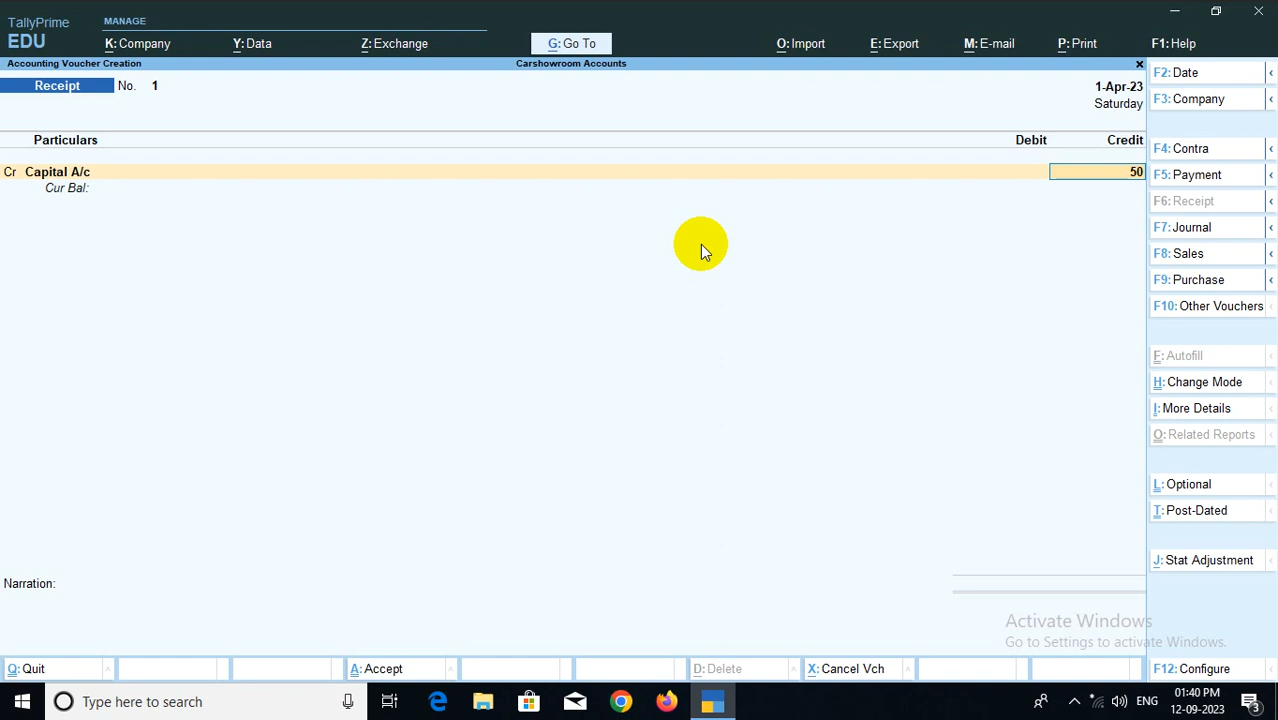 TallyPrime
EDU
MANAGE
K: Company
Y: Data
Z: Exchange
G: Go To
O: Import
E: Export
M: E-mail
P: Print
F1: Help
Accounting Voucher Creation
Carshowroom Accounts
×
Receipt No. 1
1-Apr-23
Saturday
Particulars Debit Credit
Cr Capital A/c 50
Cur Bal:
Narration:
F2: Date
F3: Company
F4: Contra
F5: Payment
F6: Receipt
F7: Journal
F8: Sales
F9: Purchase
F10: Other Vouchers
F: Autofill
H: Change Mode
I: More Details
O: Related Reports
L: Optional
T: Post-Dated
J: Stat Adjustment
Activate Windows
Go to Settings to activate Windows.
Q: Quit
A: Accept
D: Delete
X: Cancel Vch
F12: Configure
Type here to search
ENG
01:40 PM
12-09-2023
3